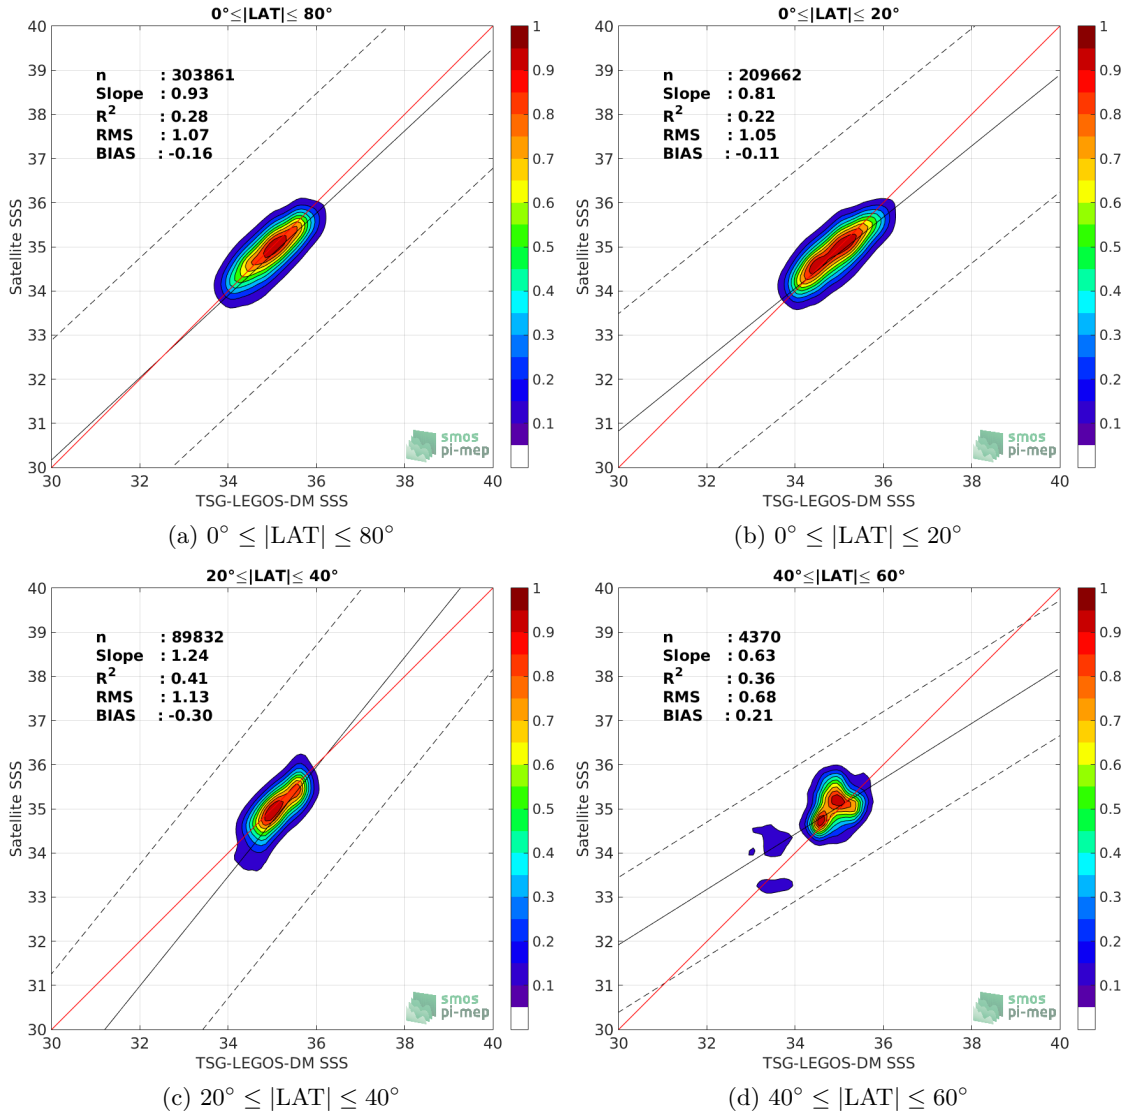 0°≤|LAT|≤ 80°
40
39
38
37
36
35
34
33
32
31
30
Satellite SSS
n : 303861
Slope : 0.93
R² : 0.28
RMS : 1.07
BIAS : -0.16
smos
pi-mep
30 32 34 36 38 40
TSG-LEGOS-DM SSS
1
0.9
0.8
0.7
0.6
0.5
0.4
0.3
0.2
0.1
(a) 0° ≤ |LAT| ≤ 80°
0°≤|LAT|≤ 20°
40
39
38
37
36
35
34
33
32
31
30
Satellite SSS
n : 209662
Slope : 0.81
R² : 0.22
RMS : 1.05
BIAS : -0.11
smos
pi-mep
30 32 34 36 38 40
TSG-LEGOS-DM SSS
1
0.9
0.8
0.7
0.6
0.5
0.4
0.3
0.2
0.1
(b) 0° ≤ |LAT| ≤ 20°
20°≤|LAT|≤ 40°
40
39
38
37
36
35
34
33
32
31
30
Satellite SSS
n : 89832
Slope : 1.24
R² : 0.41
RMS : 1.13
BIAS : -0.30
smos
pi-mep
30 32 34 36 38 40
TSG-LEGOS-DM SSS
1
0.9
0.8
0.7
0.6
0.5
0.4
0.3
0.2
0.1
(c) 20° ≤ |LAT| ≤ 40°
40°≤|LAT|≤ 60°
40
39
38
37
36
35
34
33
32
31
30
Satellite SSS
n : 4370
Slope : 0.63
R² : 0.36
RMS : 0.68
BIAS : 0.21
smos
pi-mep
30 32 34 36 38 40
TSG-LEGOS-DM SSS
1
0.9
0.8
0.7
0.6
0.5
0.4
0.3
0.2
0.1
(d) 40° ≤ |LAT| ≤ 60°